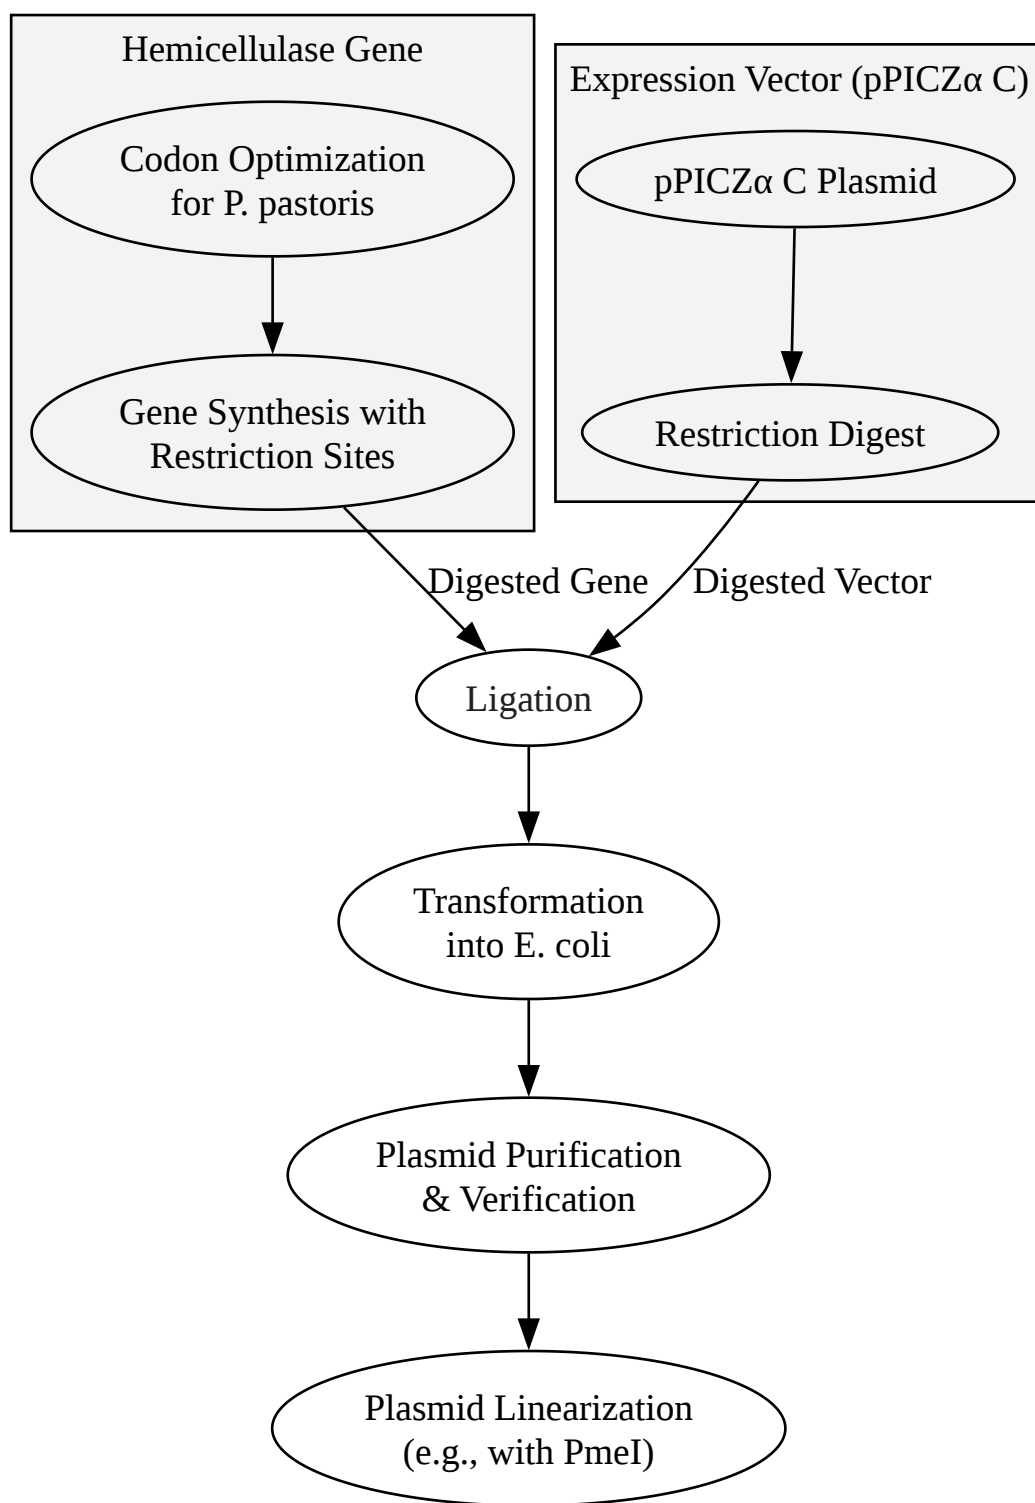 Hemicellulase Gene
Codon Optimization
for P. pastoris
Gene Synthesis with
Restriction Sites
Expression Vector (pPICZα C)
pPICZα C Plasmid
Restriction Digest
Digested Gene
Digested Vector
Ligation
Transformation
into E. coli
Plasmid Purification
& Verification
Plasmid Linearization
(e.g., with PmeI)